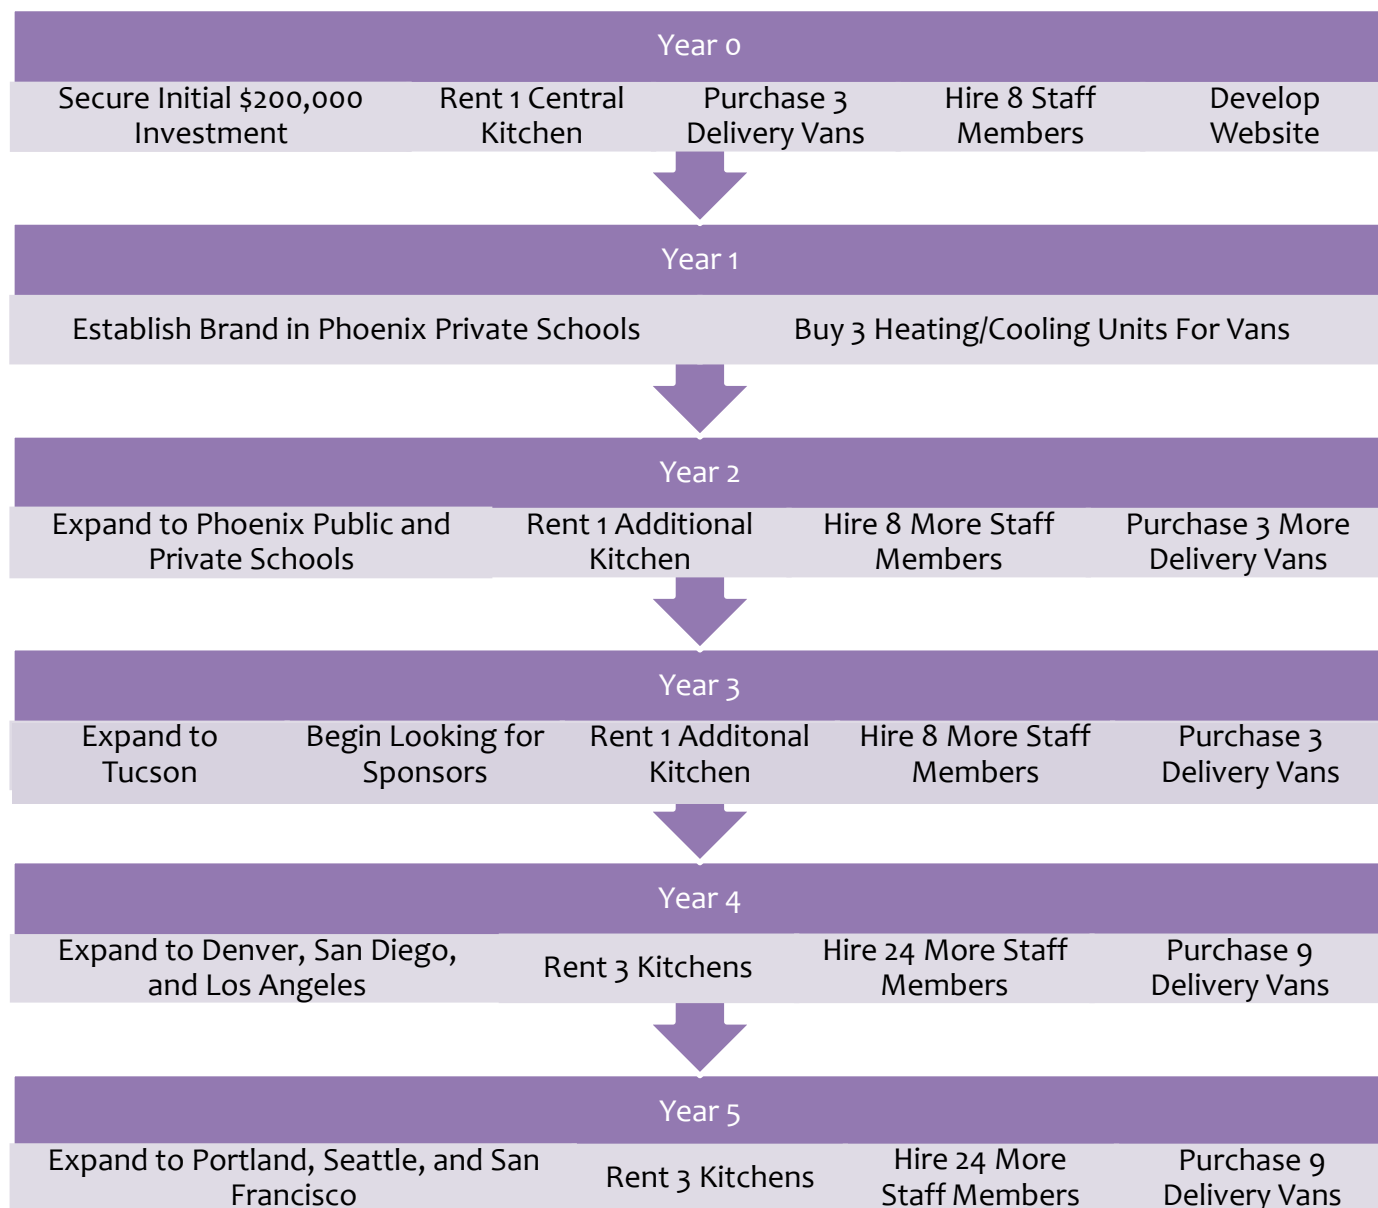 Year 0
Secure Initial $200,000
Investment
Rent 1 Central
Kitchen
Purchase 3
Delivery Vans
Hire 8 Staff
Members
Develop
Website
Year 1
Establish Brand in Phoenix Private Schools
Buy 3 Heating/Cooling Units For Vans
Year 2
Expand to Phoenix Public and
Private Schools
Rent 1 Additional
Kitchen
Hire 8 More Staff
Members
Purchase 3 More
Delivery Vans
Year 3
Expand to
Tucson
Begin Looking for
Sponsors
Rent 1 Additonal
Kitchen
Hire 8 More Staff
Members
Purchase 3
Delivery Vans
Year 4
Expand to Denver, San Diego,
and Los Angeles
Rent 3 Kitchens
Hire 24 More Staff
Members
Purchase 9
Delivery Vans
Year 5
Expand to Portland, Seattle, and San
Francisco
Rent 3 Kitchens
Hire 24 More
Staff Members
Purchase 9
Delivery Vans